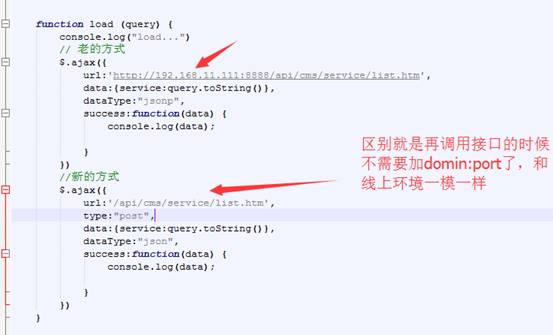 function load (query) {
console.log("load...")
// 老的方式
$.ajax({
url:'http://192.168.11.111:8888/api/cms/service/list.htm',
data:{service:query.toString()},
dataType:"jsonp",
success:function(data) {
console.log(data);
}
})
//新的方式
$.ajax({
url:'/api/cms/service/list.htm',
type:"post",
data:{service:query.toString()},
dataType:"json",
success:function(data) {
console.log(data);
}
})
}
区别就是再调用接口的时候
不需要加domin:port了，和
线上环境一模一样